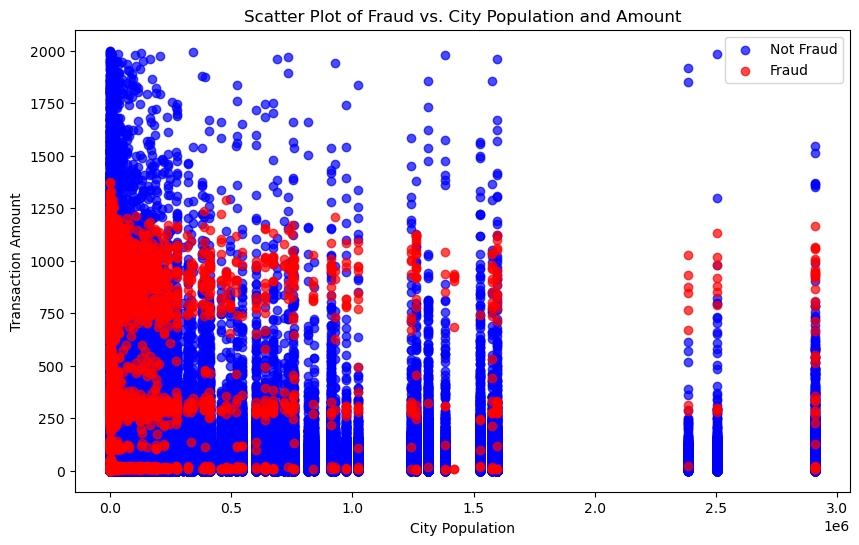 Scatter Plot of Fraud vs. City Population and Amount
Not Fraud
Fraud
Transaction Amount
2000
1750
1500
1250
1000
750
500
250
0
0.0 0.5 1.0 1.5 2.0 2.5 3.0
1e6
City Population